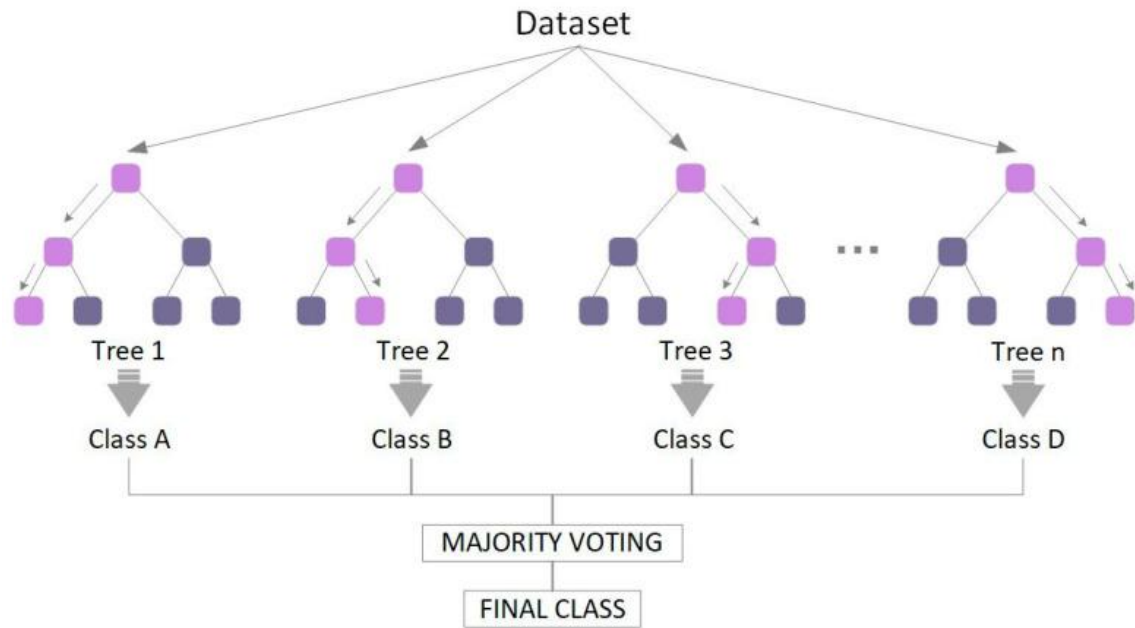 Dataset
Tree 1
Tree 2
Tree 3
Tree n
Class A
Class B
Class C
Class D
MAJORITY VOTING
FINAL CLASS